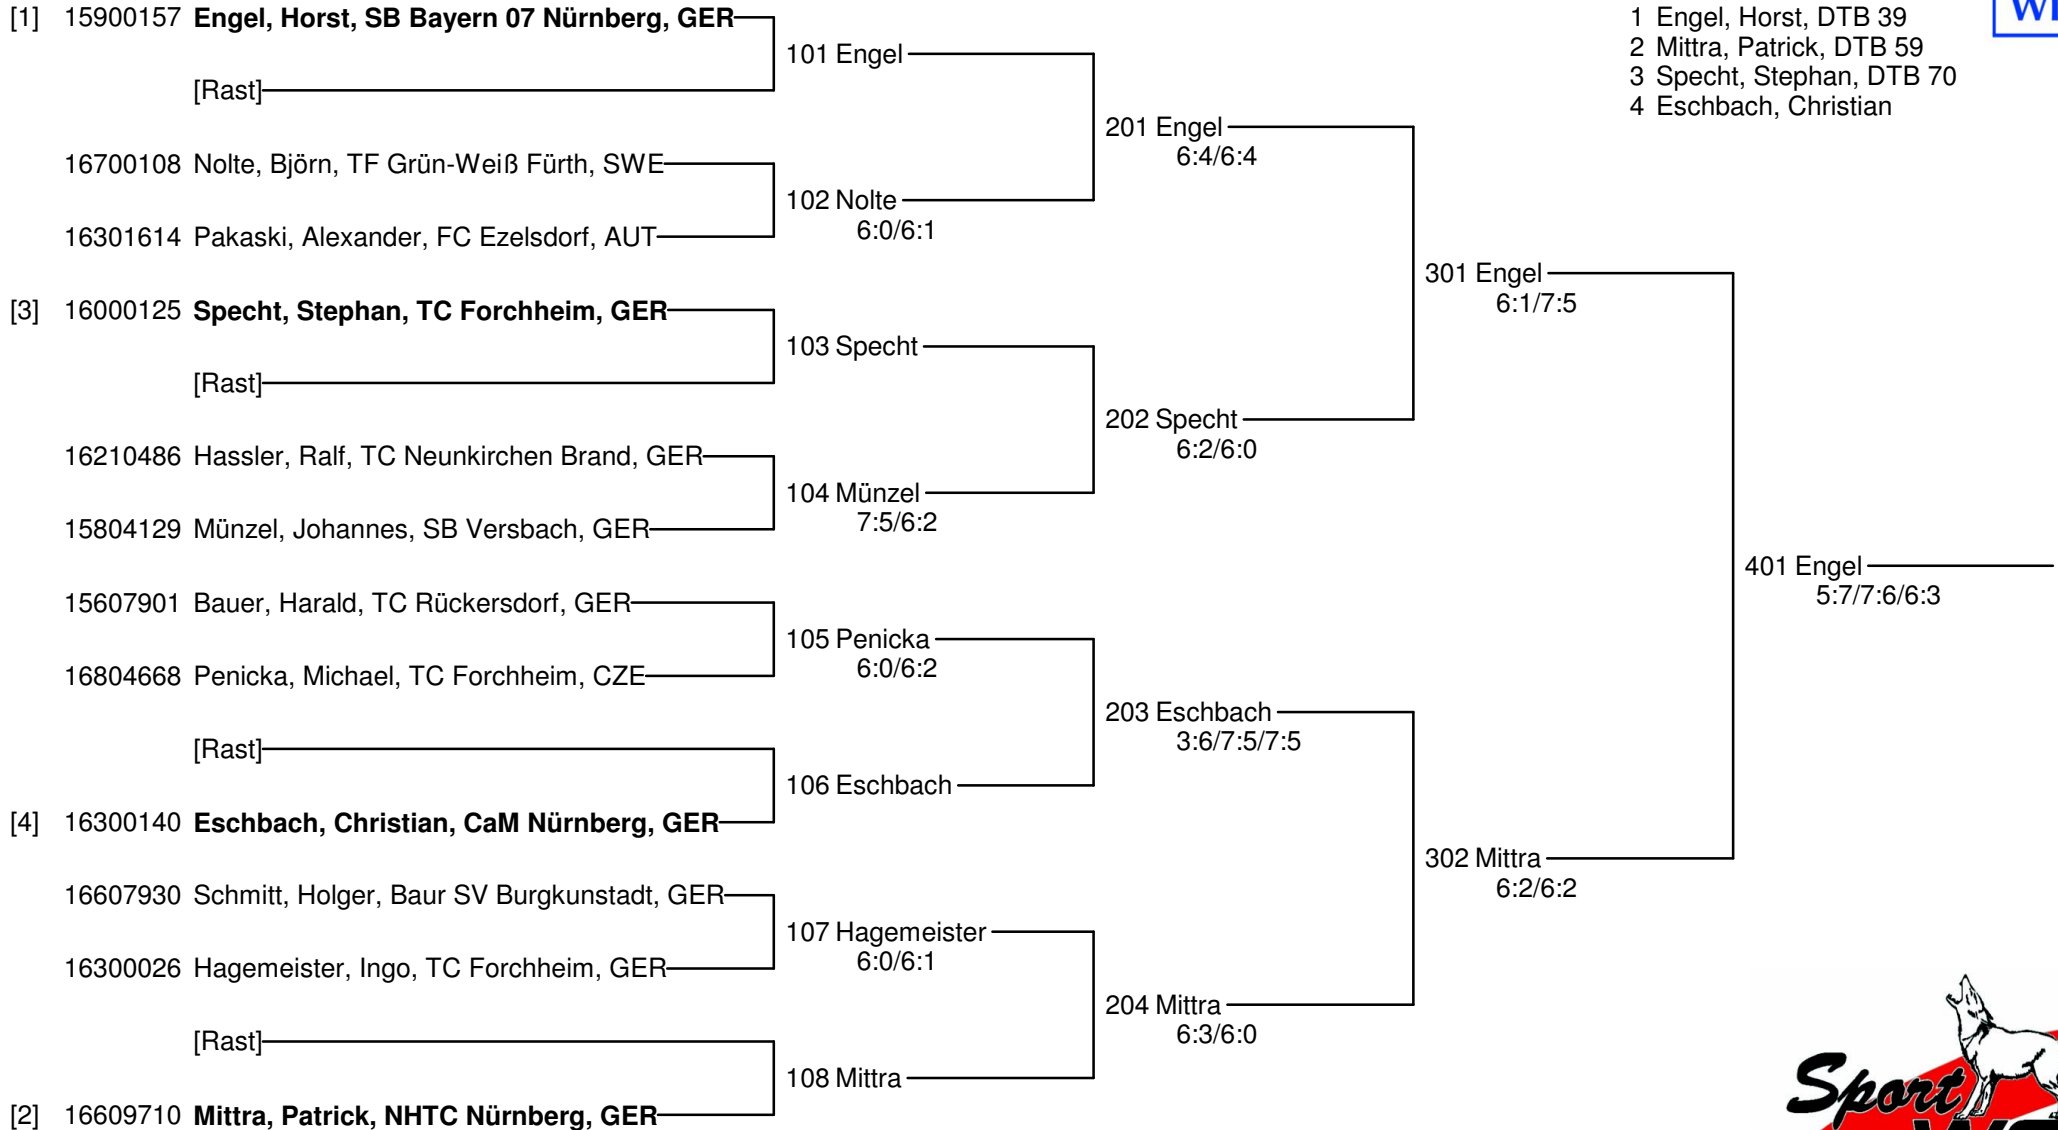 [1] 15900157 Engel, Horst, SB Bayern 07 Nürnberg, GER
[Rast]
16700108 Nolte, Björn, TF Grün-Weiß Fürth, SWE
16301614 Pakaski, Alexander, FC Ezelsdorf, AUT
[3] 16000125 Specht, Stephan, TC Forchheim, GER
[Rast]
16210486 Hassler, Ralf, TC Neunkirchen Brand, GER
15804129 Münzel, Johannes, SB Versbach, GER
15607901 Bauer, Harald, TC Rückersdorf, GER
16804668 Penicka, Michael, TC Forchheim, CZE
[Rast]
[4] 16300140 Eschbach, Christian, CaM Nürnberg, GER
16607930 Schmitt, Holger, Baur SV Burgkunstadt, GER
16300026 Hagemeister, Ingo, TC Forchheim, GER
[Rast]
[2] 16609710 Mittra, Patrick, NHTC Nürnberg, GER
101 Engel
102 Nolte
6:0/6:1
103 Specht
104 Münzel
7:5/6:2
105 Penicka
6:0/6:2
106 Eschbach
107 Hagemeister
6:0/6:1
108 Mittra
201 Engel
6:4/6:4
202 Specht
6:2/6:0
203 Eschbach
3:6/7:5/7:5
204 Mittra
6:3/6:0
301 Engel
6:1/7:5
302 Mittra
6:2/6:2
401 Engel
5:7/7:6/6:3
1 Engel, Horst, DTB 39
2 Mittra, Patrick, DTB 59
3 Specht, Stephan, DTB 70
4 Eschbach, Christian
Sport